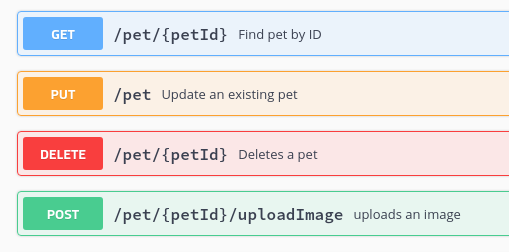 GET /pet/{petId} Find pet by ID
PUT /pet Update an existing pet
DELETE /pet/{petId} Deletes a pet
POST /pet/{petId}/uploadImage uploads an image